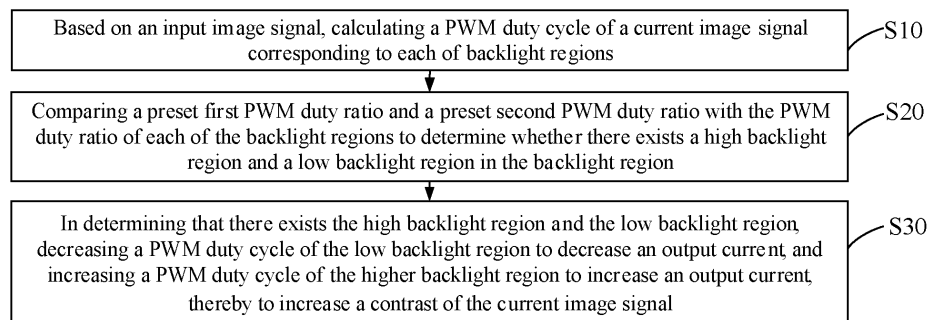 Based on an input image signal, calculating a PWM duty cycle of a current image signal
corresponding to each of backlight regions
S10
Comparing a preset first PWM duty ratio and a preset second PWM duty ratio with the PWM
duty ratio of each of the backlight regions to determine whether there exists a high backlight
region and a low backlight region in the backlight region
S20
In determining that there exists the high backlight region and the low backlight region,
decreasing a PWM duty cycle of the low backlight region to decrease an output current, and
increasing a PWM duty cycle of the higher backlight region to increase an output current,
thereby to increase a contrast of the current image signal
S30